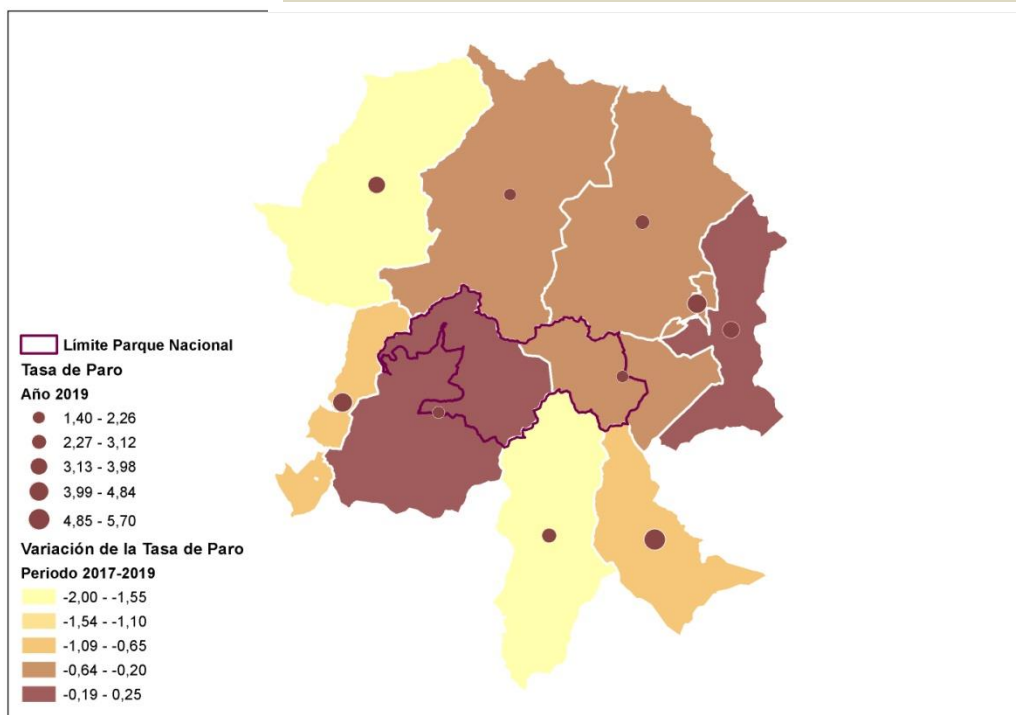 Límite Parque Nacional
Tasa de Paro
Año 2019
1,40 - 2,26
2,27 - 3,12
3,13 - 3,98
3,99 - 4,84
4,85 - 5,70
Variación de la Tasa de Paro
Periodo 2017-2019
-2,00 - -1,55
-1,54 - -1,10
-1,09 - -0,65
-0,64 - -0,20
-0,19 - 0,25